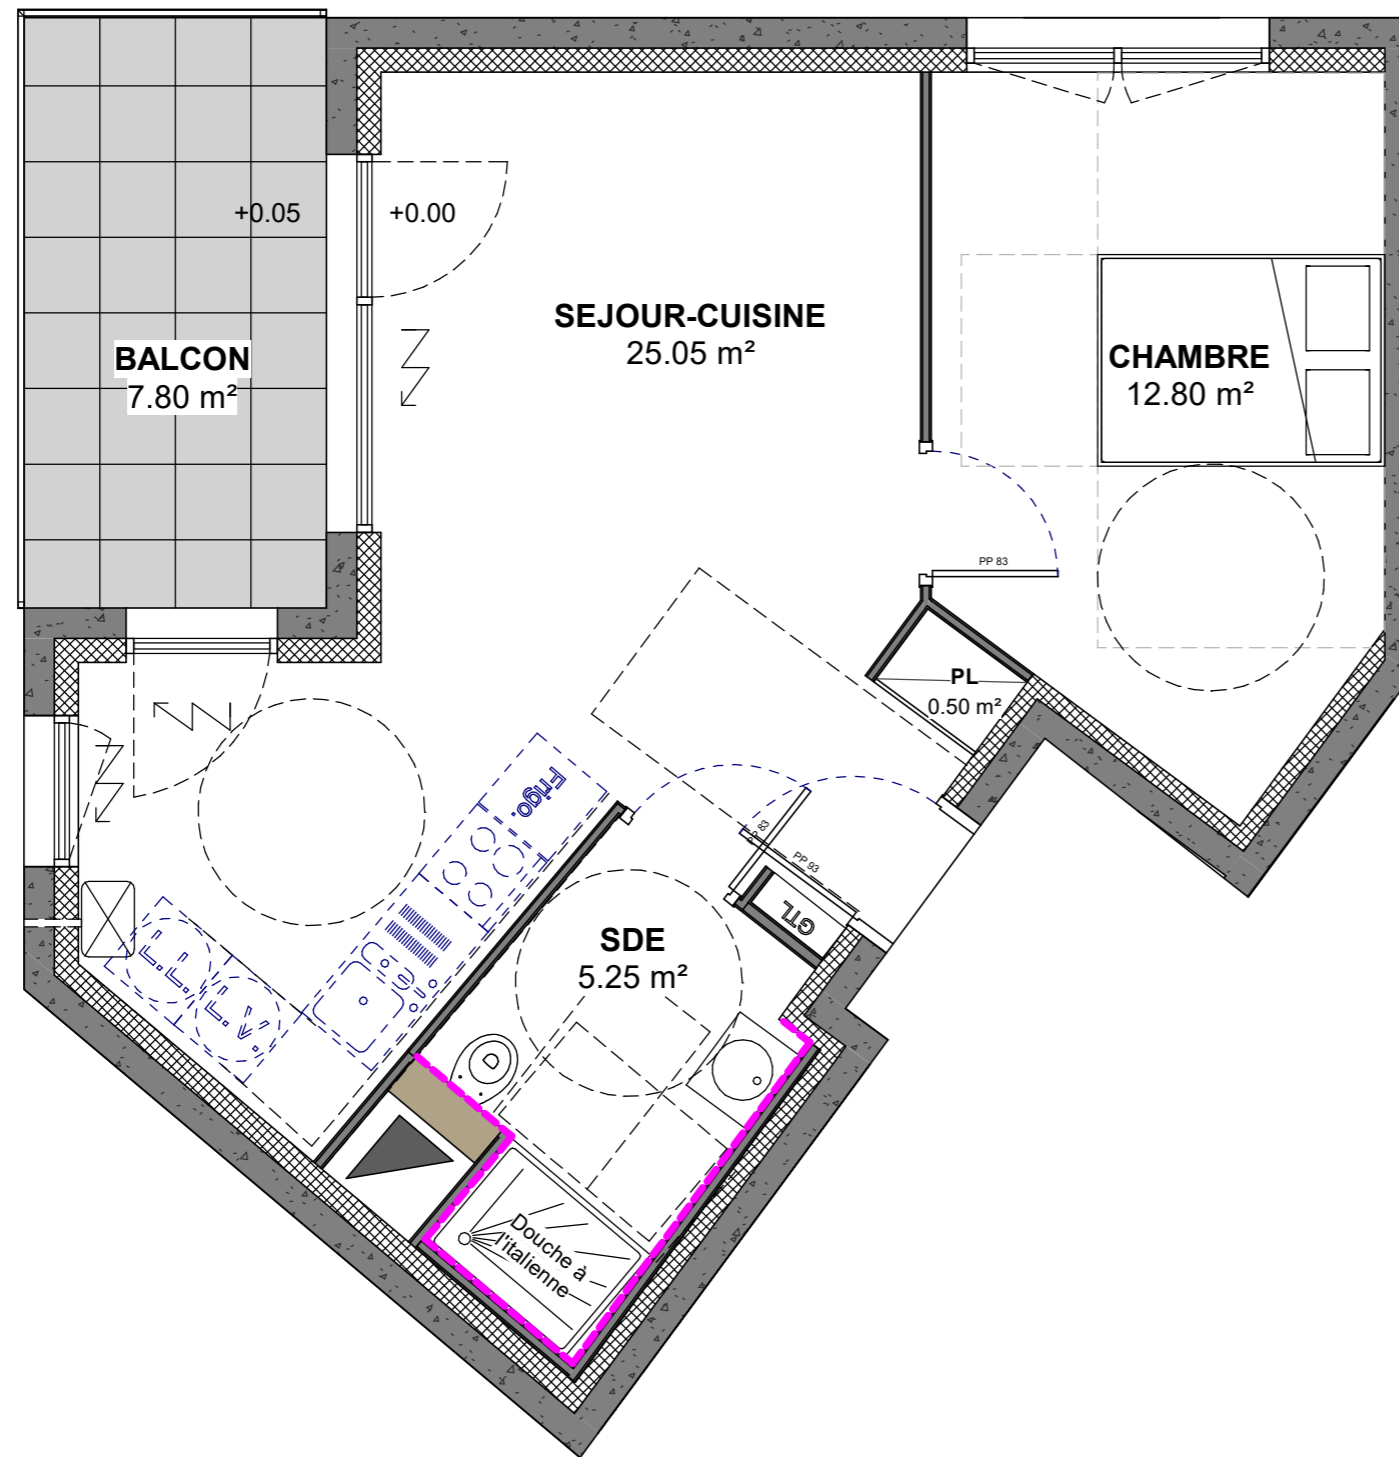 +0.05
+0.00
SEJOUR-CUISINE
25.05 m²
BALCON
7.80 m²
CHAMBRE
12.80 m²
PP 83
PL
0.50 m²
Frigo.
PP 83
PP 93
GTL
SDE
5.25 m²
L.L.
L.V.
Douche à
l'italienne